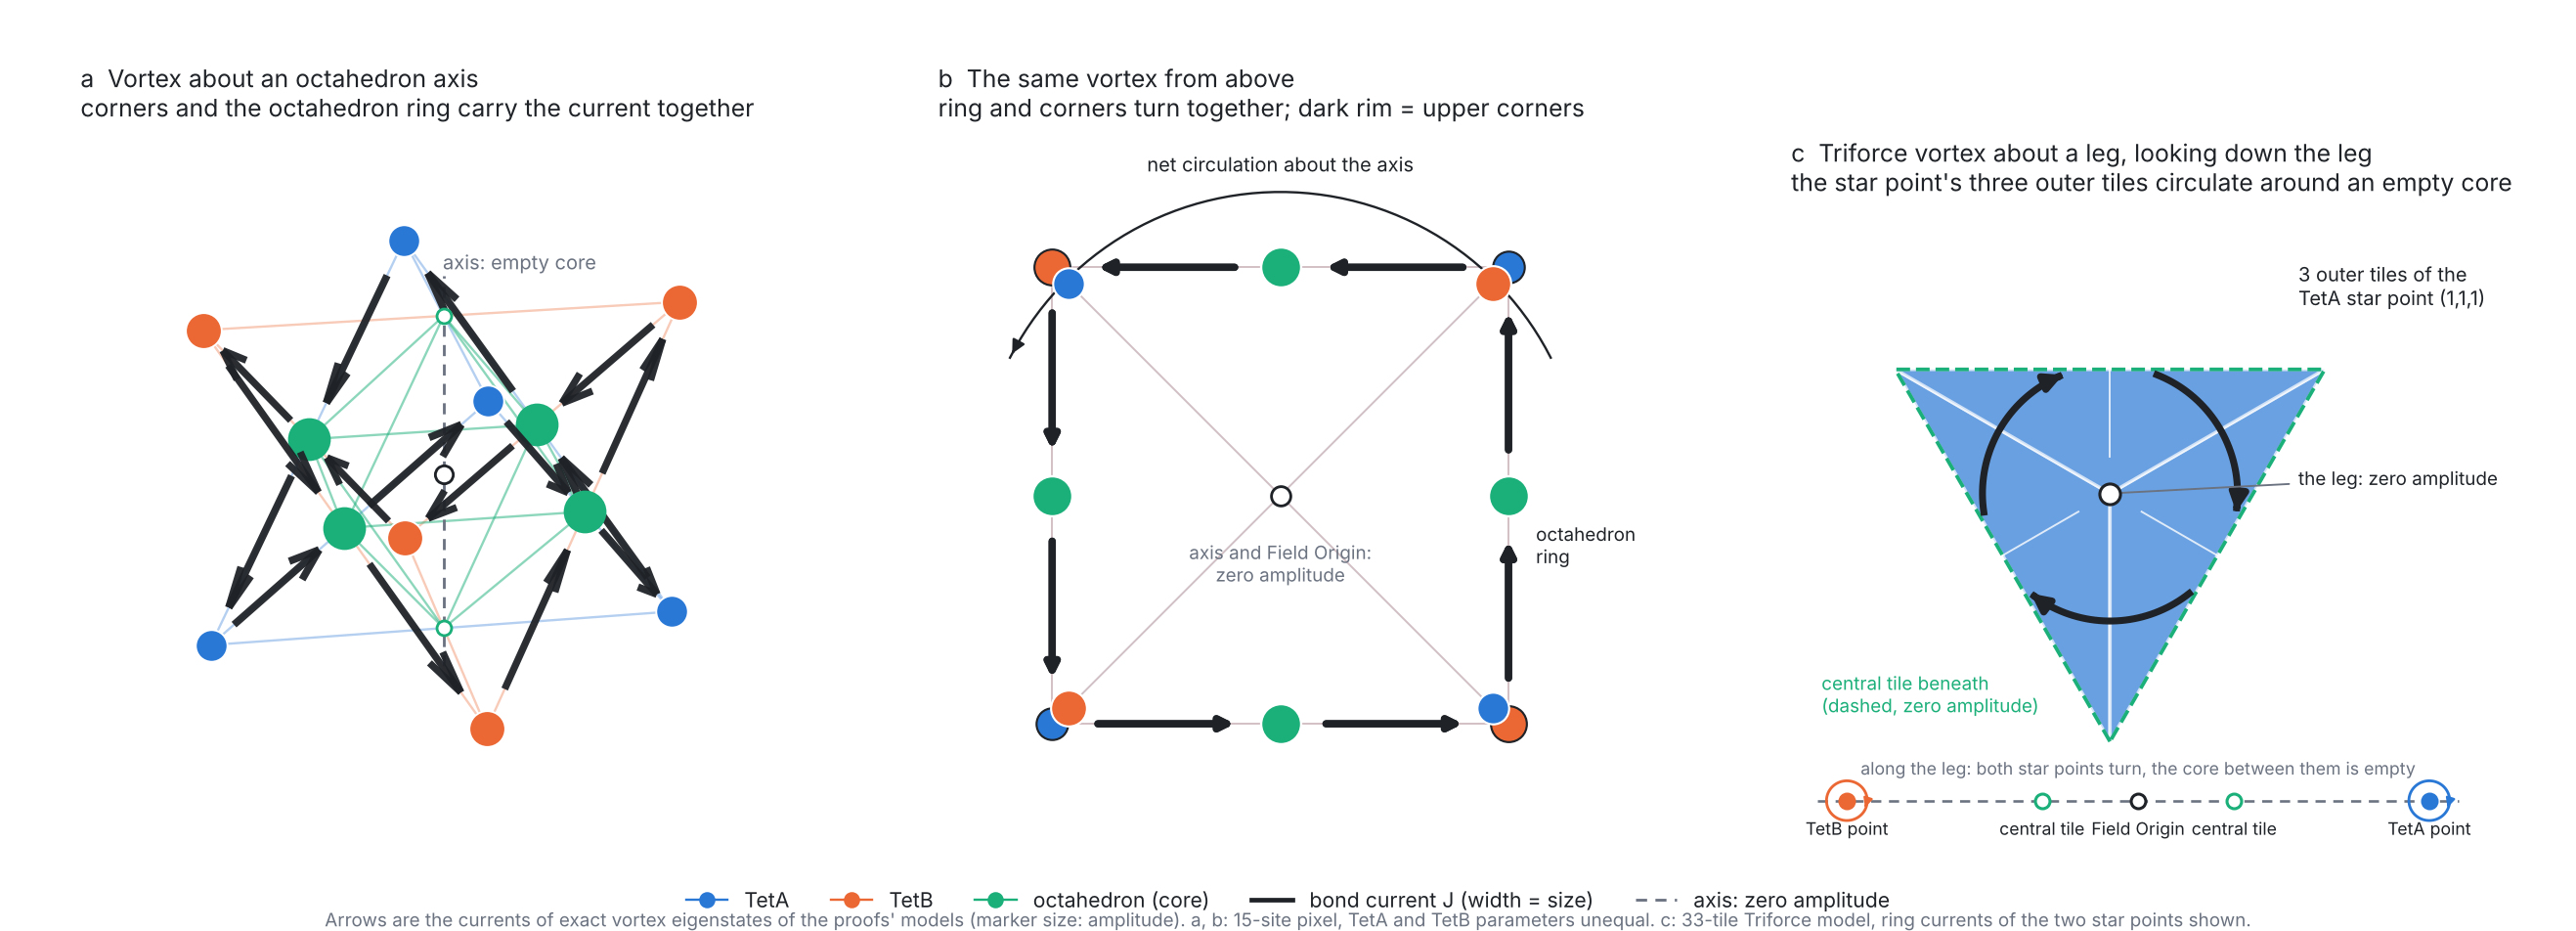 a  Vortex about an octahedron axis
corners and the octahedron ring carry the current together
axis: empty core
b  The same vortex from above
ring and corners turn together; dark rim = upper corners
net circulation about the axis
octahedron
ring
axis and Field Origin:
zero amplitude
c  Triforce vortex about a leg, looking down the leg
the star point's three outer tiles circulate around an empty core
3 outer tiles of the
TetA star point (1,1,1)
the leg: zero amplitude
central tile beneath
(dashed, zero amplitude)
along the leg: both star points turn, the core between them is empty
TetB point
central tile
Field Origin
central tile
TetA point
TetA
TetB
octahedron (core)
bond current J (width = size)
axis: zero amplitude
Arrows are the currents of exact vortex eigenstates of the proofs' models (marker size: amplitude). a, b: 15-site pixel, TetA and TetB parameters unequal. c: 33-tile Triforce model, ring currents of the two star points shown.